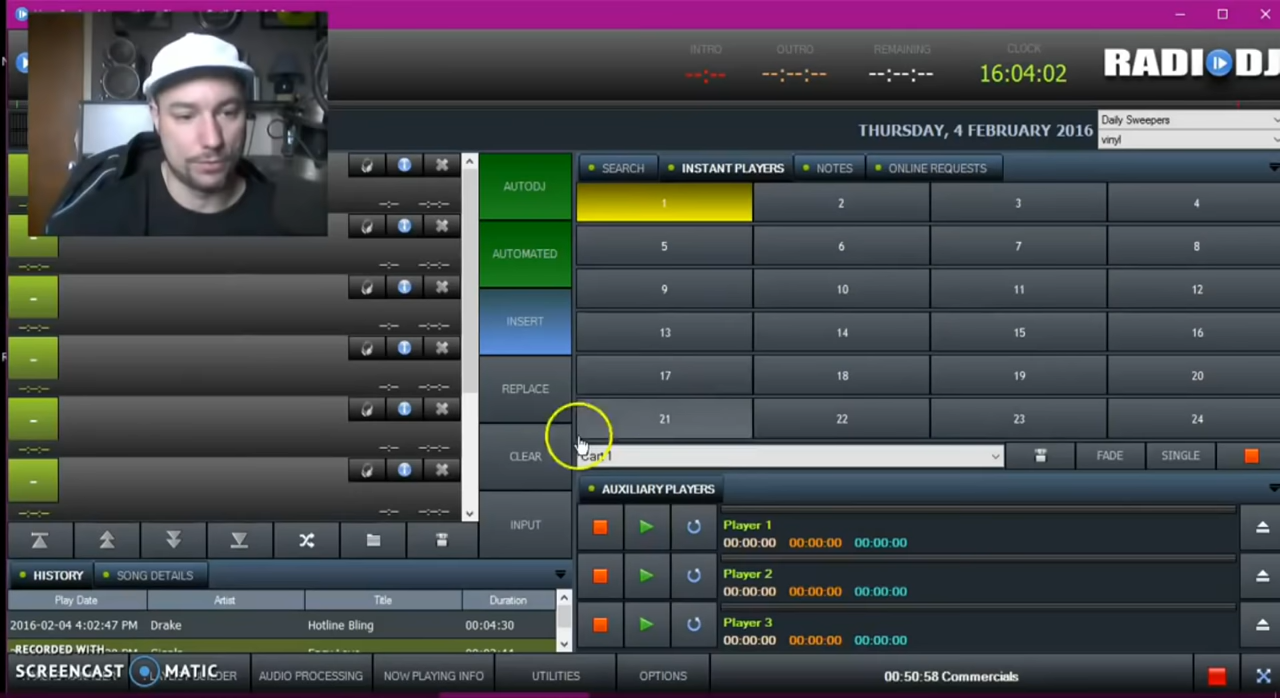 INTRO OUTRO REMAINING CLOCK
--:-- --:--:-- --:--:-- 16:04:02
RADIODJ
THURSDAY, 4 FEBRUARY 2016
Daily Sweepers
vinyl
AUTODJ
AUTOMATED
INSERT
REPLACE
CLEAR
INPUT
SEARCH INSTANT PLAYERS NOTES ONLINE REQUESTS
1 2 3 4
5 6 7 8
9 10 11 12
13 14 15 16
17 18 19 20
21 22 23 24
Cart 1 FADE SINGLE
AUXILIARY PLAYERS
Player 1
00:00:00 00:00:00 00:00:00
Player 2
00:00:00 00:00:00 00:00:00
Player 3
00:00:00 00:00:00 00:00:00
HISTORY SONG DETAILS
Play Date Artist Title Duration
2016-02-04 4:02:47 PM Drake Hotline Bling 00:04:30
RECORDED WITH
SCREENCAST MATIC
AUDIO PROCESSING NOW PLAYING INFO UTILITIES OPTIONS 00:50:58 Commercials